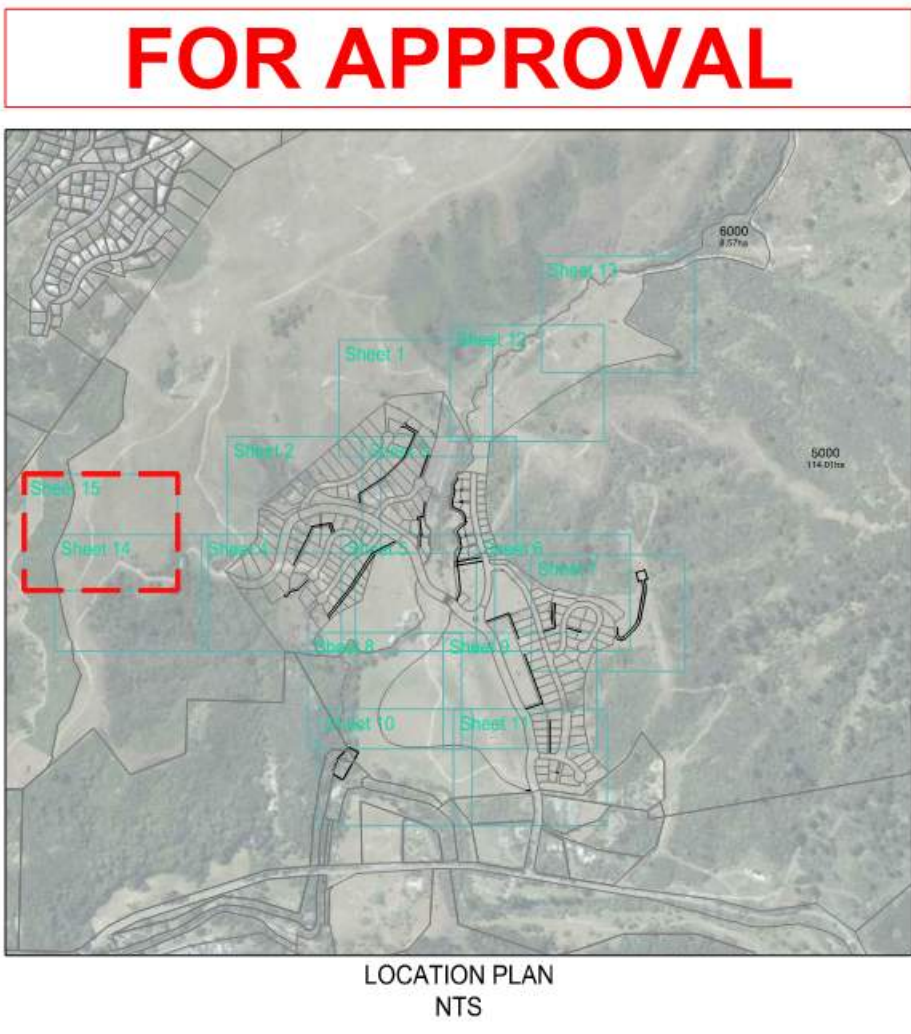 FOR APPROVAL
6000
8.57ha
Sheet 13
Sheet 12
Sheet 1
Sheet 2
Sheet 3
5000
114.01ha
Sheet 15
Sheet 14
Sheet 4
Sheet 5
Sheet 6
Sheet 7
Sheet 8
Sheet 9
Sheet 10
Sheet 11
LOCATION PLAN
NTS